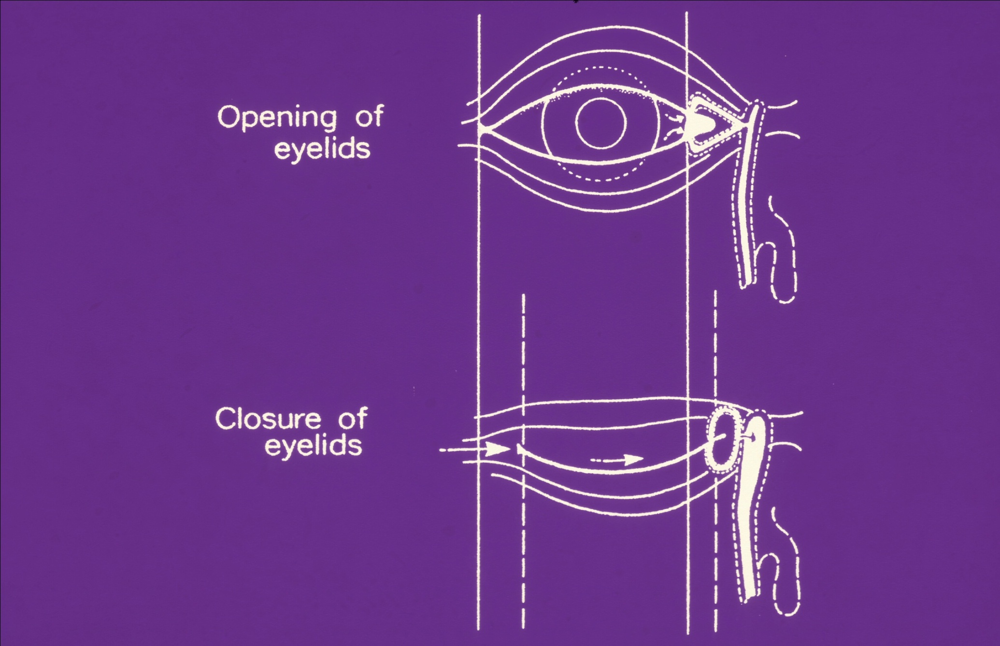 Opening of
eyelids
Closure of
eyelids